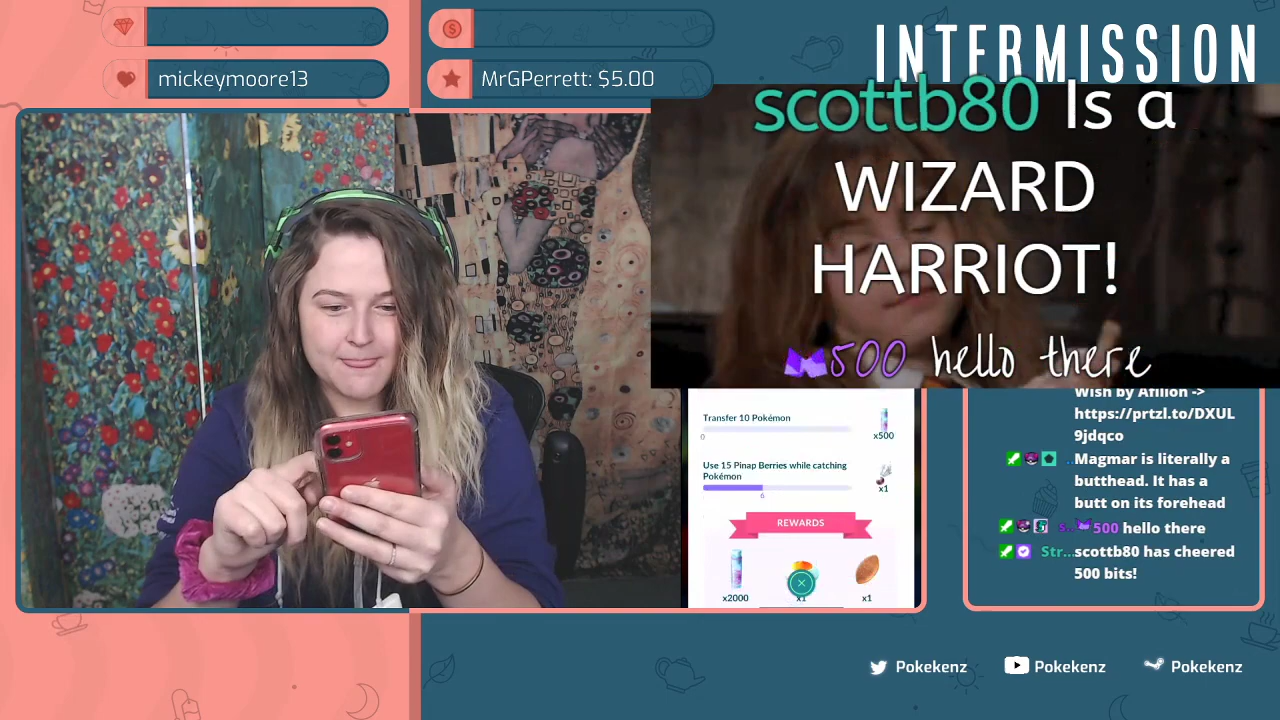 mickeymoore13
MrGPerrett: $5.00
INTERMISSION
scottb80 Is a
WIZARD
HARRIOT!
500 hello there
Transfer 10 Pokémon
0
x500
Use 15 Pinap Berries while catching
Pokémon
6
x1
REWARDS
x2000
x1
x1
Wish by Afilion ->
https://prtzl.to/DXUL
9jdqco
Magmar is literally a
butthead. It has a
butt on its forehead
S... 500 hello there
Str... scottb80 has cheered
500 bits!
Pokekenz
Pokekenz
Pokekenz